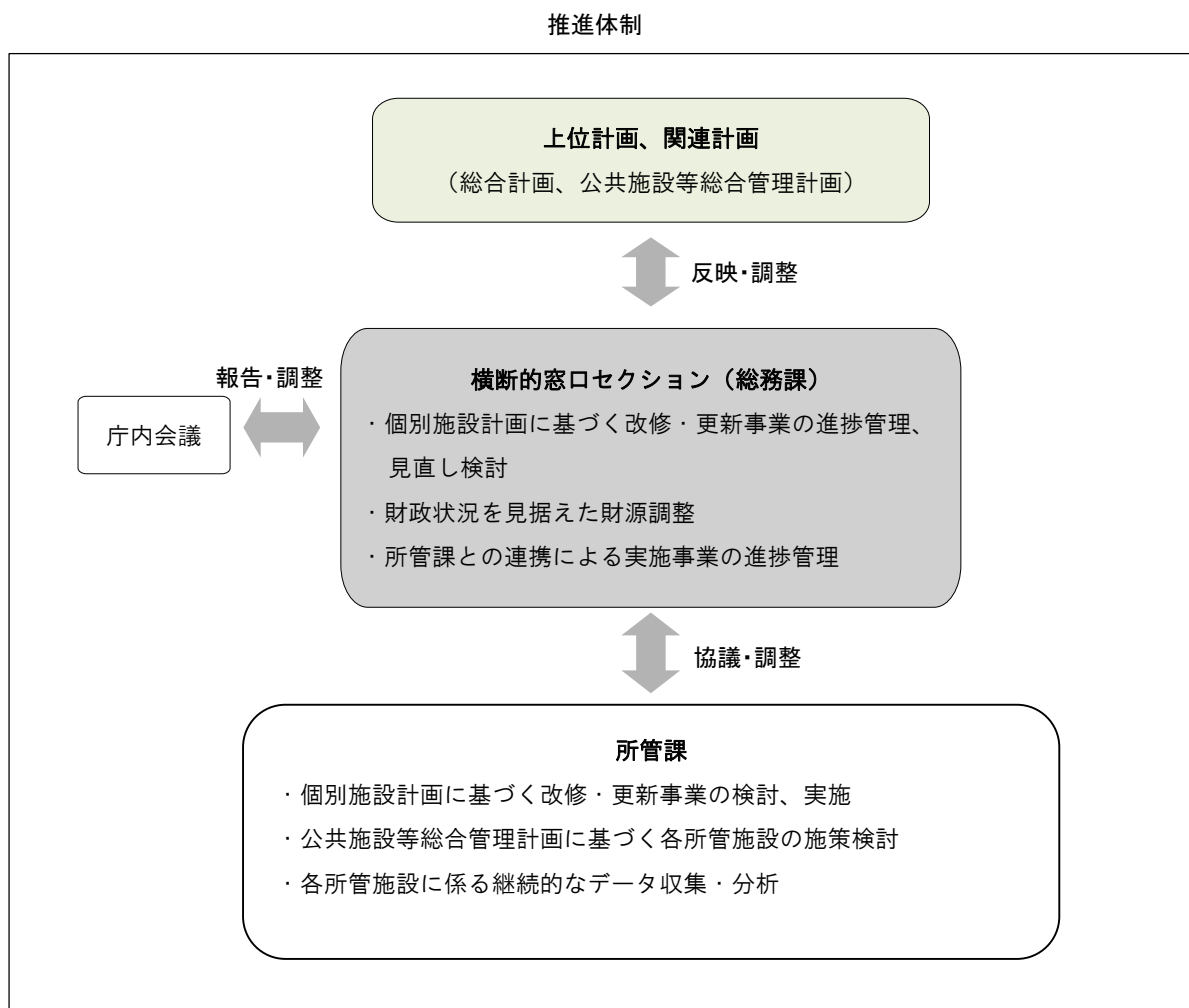 推進体制
上位計画、関連計画
（総合計画、公共施設等総合管理計画）
反映・調整
報告・調整
庁内会議
横断的窓口セクション（総務課）
・個別施設計画に基づく改修・更新事業の進捗管理、
見直し検討
・財政状況を見据えた財源調整
・所管課との連携による実施事業の進捗管理
協議・調整
所管課
・個別施設計画に基づく改修・更新事業の検討、実施
・公共施設等総合管理計画に基づく各所管施設の施策検討
・各所管施設に係る継続的なデータ収集・分析